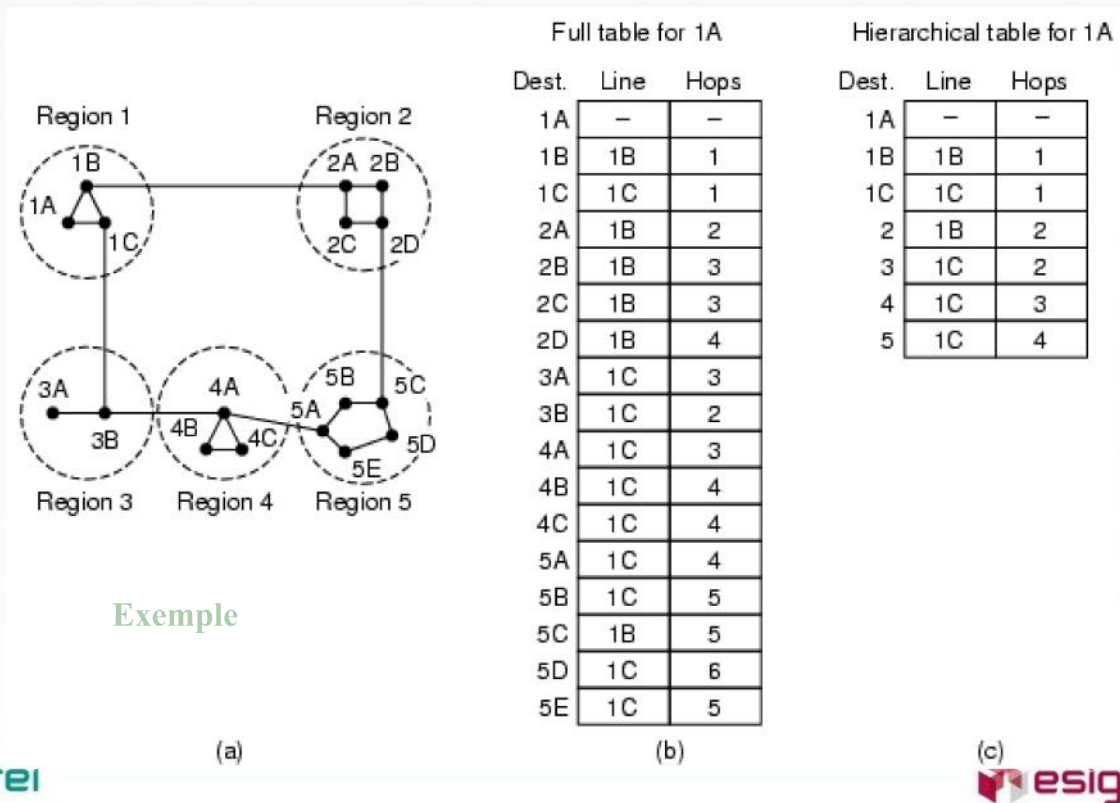 Full table for 1A
Hierarchical table for 1A
Dest. Line Hops
Dest. Line Hops
Region 1
Region 2
1B
2A 2B
1A
1C
2C
2D
3A
4A
5B
5C
5A
3B
4B
4C
5D
5E
Region 3
Region 4
Region 5
Exemple
(a)
1A – –
1B 1B 1
1C 1C 1
2A 1B 2
2B 1B 3
2C 1B 3
2D 1B 4
3A 1C 3
3B 1C 2
4A 1C 3
4B 1C 4
4C 1C 4
5A 1C 4
5B 1C 5
5C 1B 5
5D 1C 6
5E 1C 5
(b)
1A – –
1B 1B 1
1C 1C 1
2 1B 2
3 1C 2
4 1C 3
5 1C 4
(c)
esig